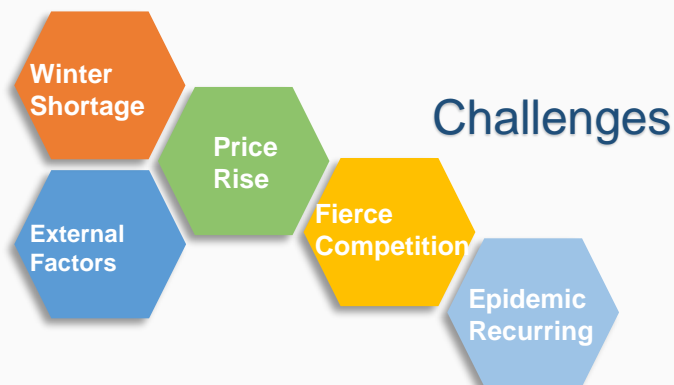 Challenges
Winter
Shortage
Price
Rise
External
Factors
Fierce
Competition
Epidemic
Recurring